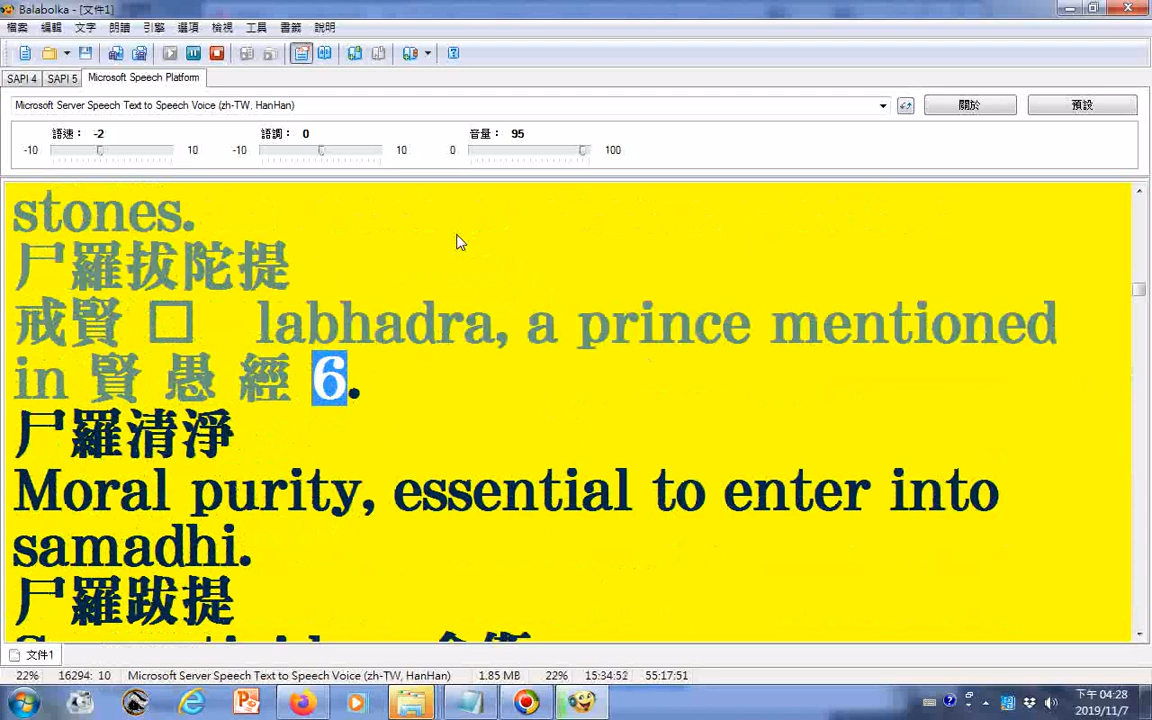 Balabolka - [文件1]
檔案 編輯 文字 朗讀 引擎 選項 檢視 工具 書籤 說明
SAPI 4 SAPI 5 Microsoft Speech Platform
Microsoft Server Speech Text to Speech Voice (zh-TW, HanHan) 關於 預設
語速： -2 語調： 0 音量： 95
-10 10 -10 10 0 100
stones.
尸羅拔陀提
戒賢 □ labhadra, a prince mentioned
in 賢 愚 經 6.
尸羅清淨
Moral purity, essential to enter into
samadhi.
尸羅跋提
文件1
22% 16294: 10 Microsoft Server Speech Text to Speech Voice (zh-TW, HanHan) 1.85 MB 22% 15:34:52 55:17:51
下午 04:28
2019/11/7